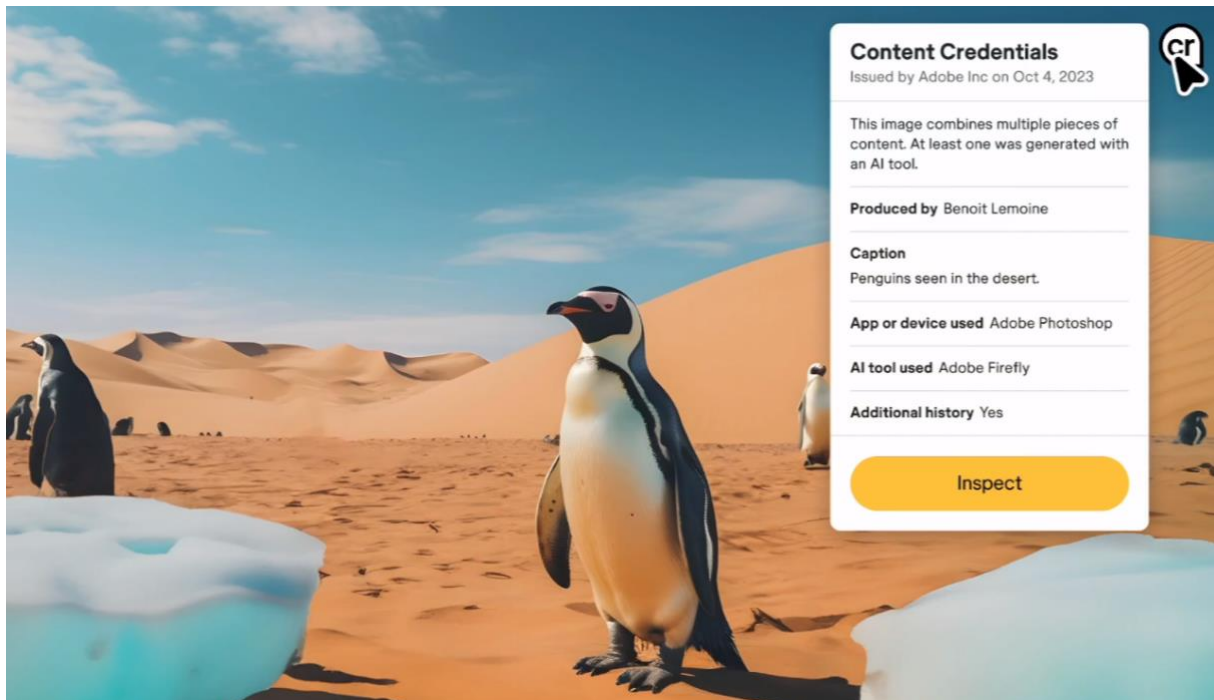 Content Credentials
Issued by Adobe Inc on Oct 4, 2023
This image combines multiple pieces of
content. At least one was generated with
an AI tool.
Produced by Benoit Lemoine
Caption
Penguins seen in the desert.
App or device used Adobe Photoshop
AI tool used Adobe Firefly
Additional history Yes
Inspect
cr